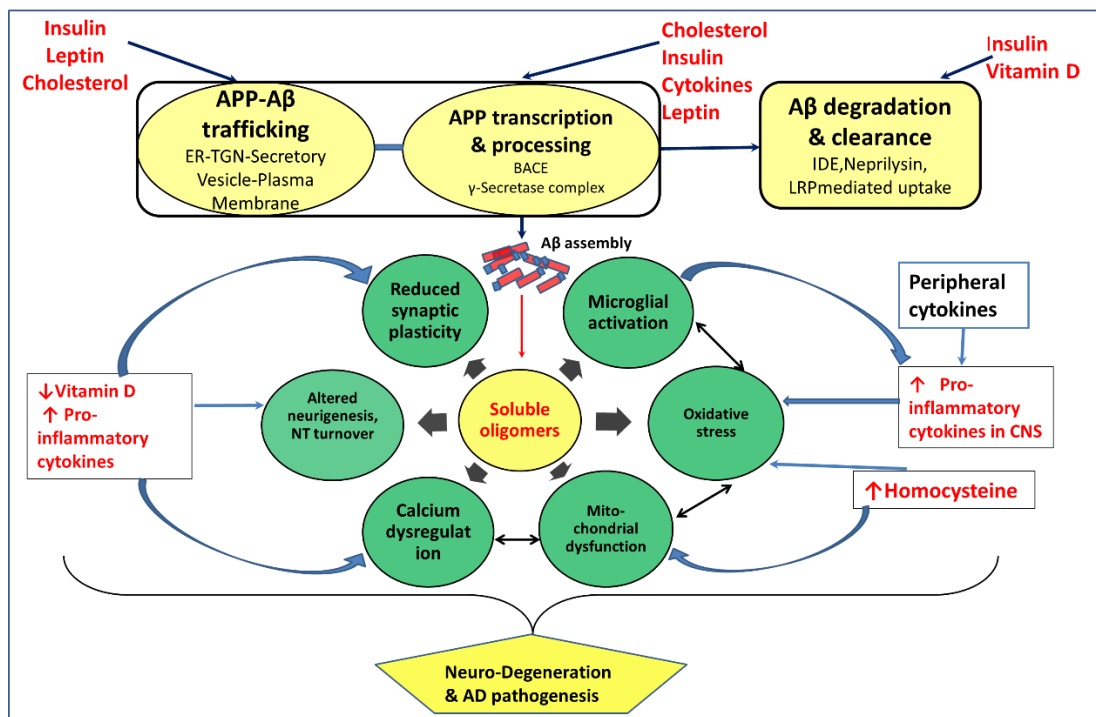 Insulin
Leptin
Cholesterol
Cholesterol
Insulin
Cytokines
Leptin
Insulin
Vitamin D
APP-Aβ
trafficking
ER-TGN-Secretory
Vesicle-Plasma
Membrane
APP transcription
& processing
BACE
γ-Secretase complex
Aβ degradation
& clearance
IDE,Neprilysin,
LRPmediated uptake
Aβ assembly
Reduced
synaptic
plasticity
Microglial
activation
Peripheral
cytokines
↓Vitamin D
↑ Pro-
inflammatory
cytokines
Altered
neurigenesis,
NT turnover
Soluble
oligomers
Oxidative
stress
↑ Pro-
inflammatory
cytokines in CNS
↑Homocysteine
Calcium
dysregulat
ion
Mito-
chondrial
dysfunction
Neuro-Degeneration
& AD pathogenesis